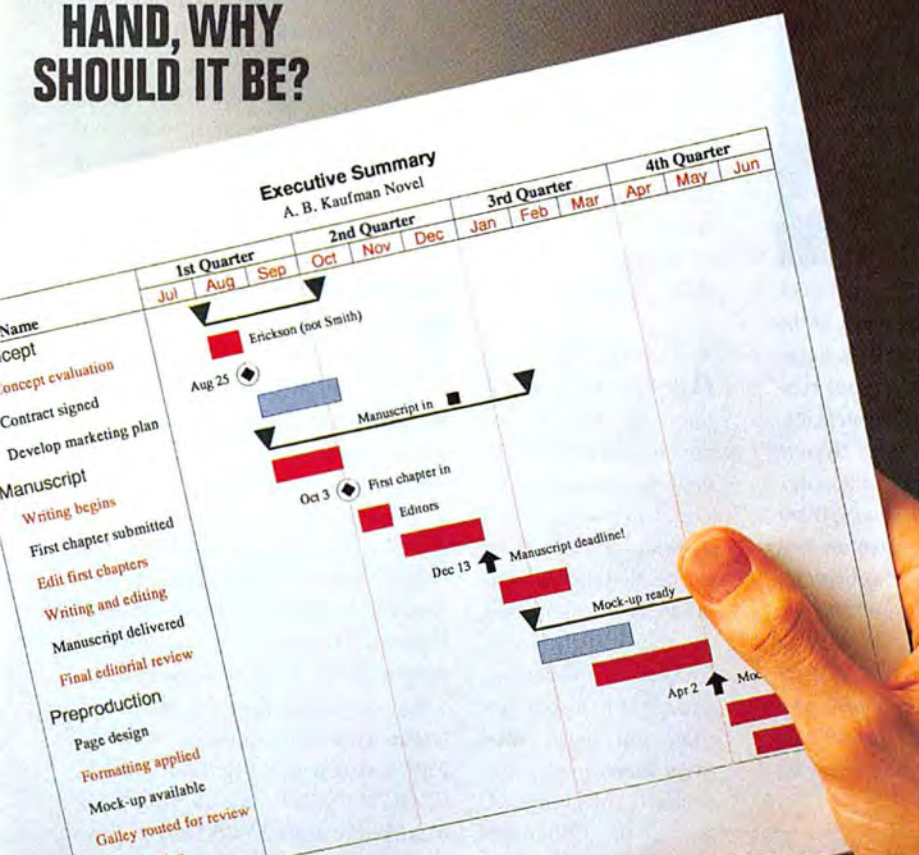 HAND, WHY
SHOULD IT BE?
Executive Summary
A. B. Kaufman Novel
1st Quarter 2nd Quarter 3rd Quarter 4th Quarter
Name Jul Aug Sep Oct Nov Dec Jan Feb Mar Apr May Jun
cept
Concept evaluation Erickson (not Smith)
Contract signed Aug 25
Develop marketing plan
Manuscript Manuscript in
Writing begins
First chapter submitted Oct 3 First chapter in
Edit first chapters Editors
Writing and editing
Manuscript delivered Dec 13 Manuscript deadline!
Final editorial review
Preproduction Mock-up ready
Page design
Formatting applied
Mock-up available Apr 2 Moc
Galley routed for review